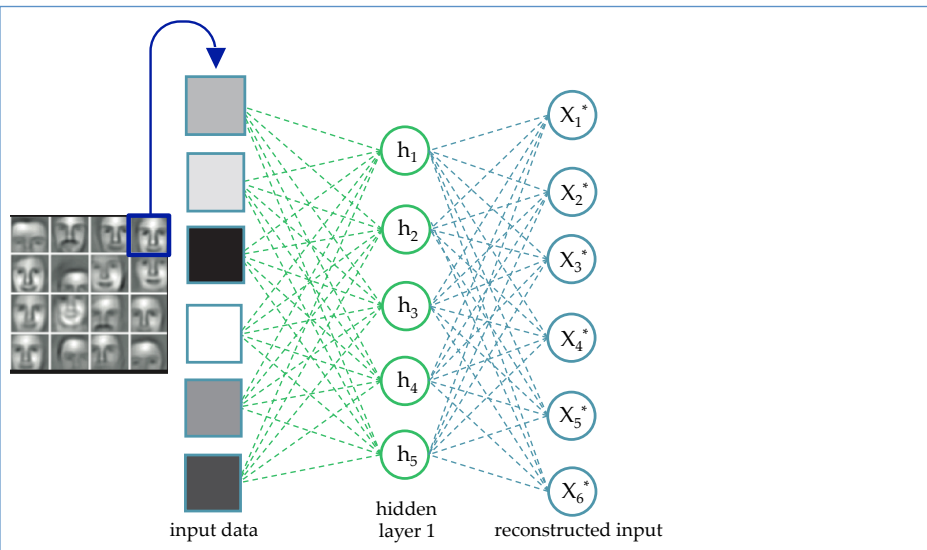 h₁
h₂
h₃
h₄
h₅
X₁*
X₂*
X₃*
X₄*
X₅*
X₆*
input data
hidden
layer 1
reconstructed input